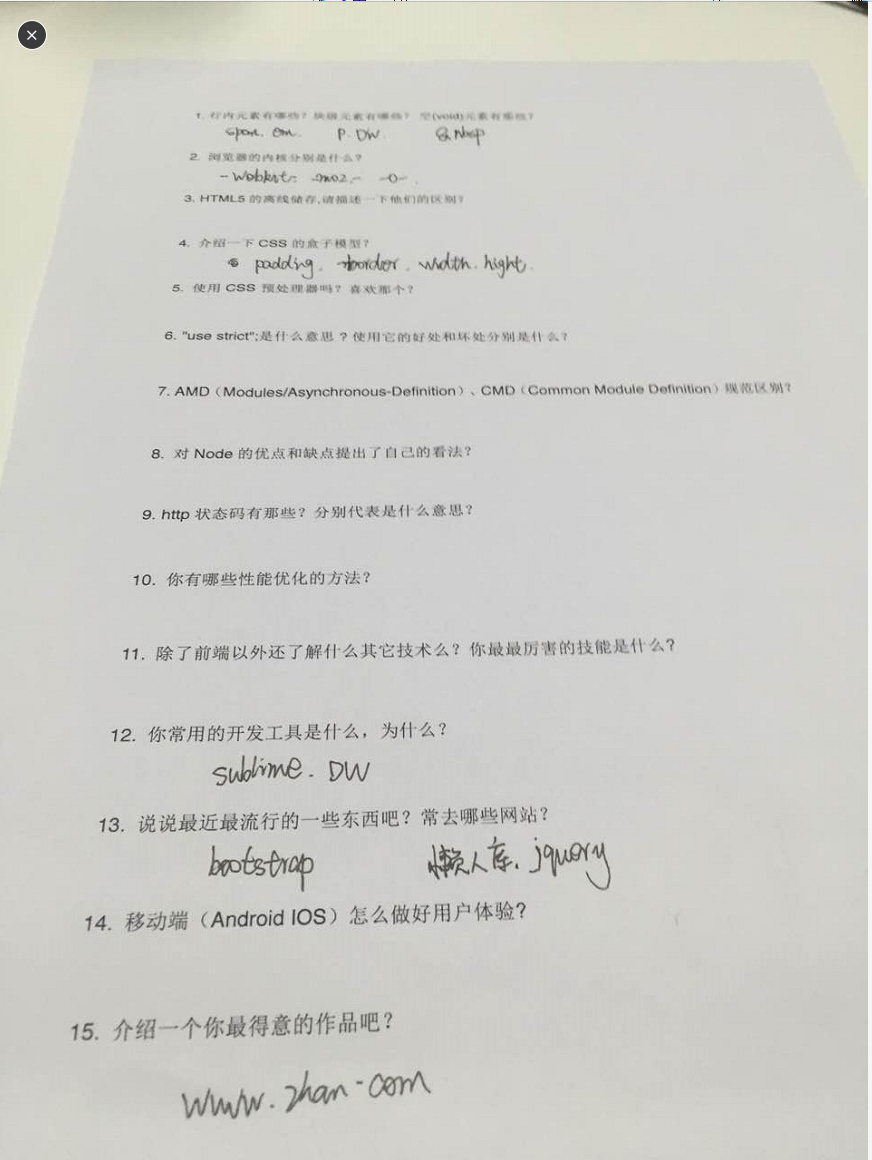 1. 行内元素有哪些？块级元素有哪些？ 空(void)元素有那些？
span. em. P. DIV. & Nbsp
2. 浏览器的内核分别是什么？
-Webkit- -moz- -o-
3. HTML5 的离线储存,请描述一下他们的区别？
4. 介绍一下 CSS 的盒子模型？
padding. border. width. hight.
5. 使用 CSS 预处理器吗？喜欢那个？
6. "use strict";是什么意思 ? 使用它的好处和坏处分别是什么？
7. AMD（Modules/Asynchronous-Definition）、CMD（Common Module Definition）规范区别？
8. 对 Node 的优点和缺点提出了自己的看法？
9. http 状态码有那些？分别代表是什么意思？
10. 你有哪些性能优化的方法？
11. 除了前端以外还了解什么其它技术么？你最最厉害的技能是什么？
12. 你常用的开发工具是什么，为什么？
sublime. DW
13. 说说最近最流行的一些东西吧？常去哪些网站？
bootstrap 懒人库. jquery
14. 移动端（Android IOS）怎么做好用户体验?
15. 介绍一个你最得意的作品吧？
www.zhan-com